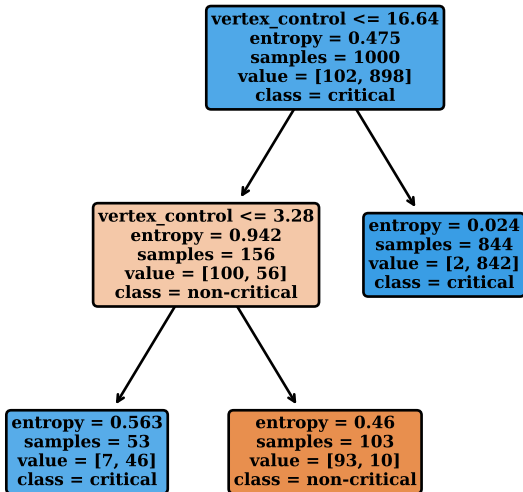 vertex_control <= 16.64
entropy = 0.475
samples = 1000
value = [102, 898]
class = critical
vertex_control <= 3.28
entropy = 0.942
samples = 156
value = [100, 56]
class = non-critical
entropy = 0.024
samples = 844
value = [2, 842]
class = critical
entropy = 0.563
samples = 53
value = [7, 46]
class = critical
entropy = 0.46
samples = 103
value = [93, 10]
class = non-critical